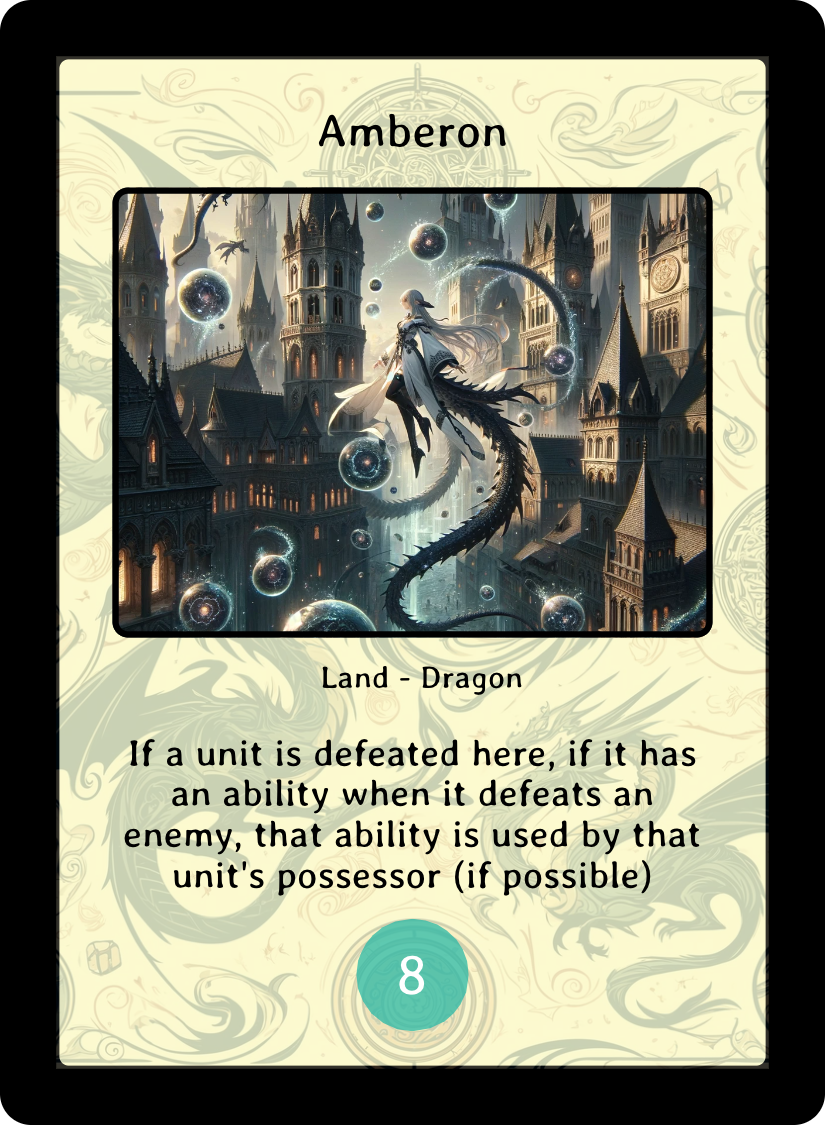 Amberon
Land - Dragon
If a unit is defeated here, if it has
an ability when it defeats an
enemy, that ability is used by that
unit's possessor (if possible)
8